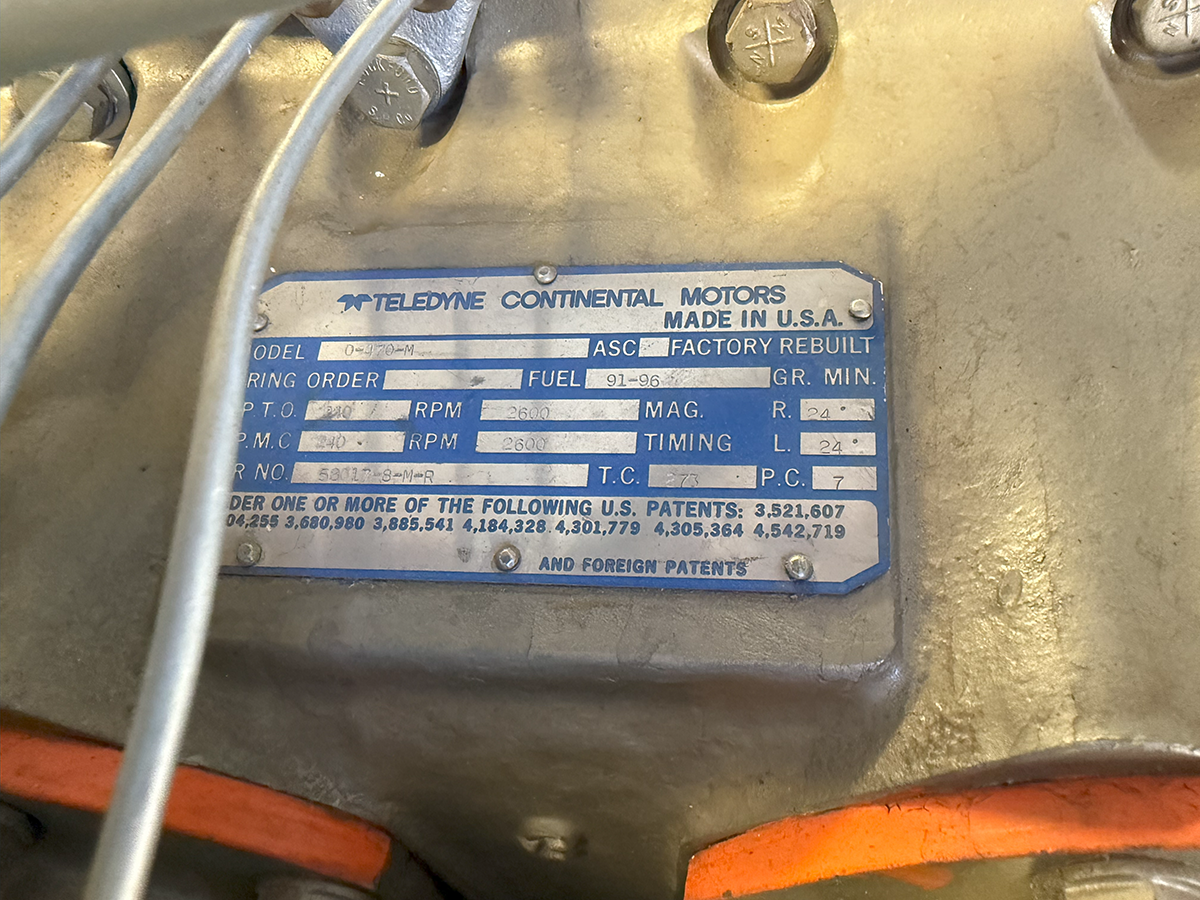 TELEDYNE CONTINENTAL MOTORS
MADE IN U.S.A.
ODEL O-470-M ASC FACTORY REBUILT
RING ORDER FUEL 91-96 GR. MIN.
P.T.O. 240 RPM 2600 MAG. R. 24°
P.M.C 240 RPM 2600 TIMING L. 24°
R NO. T.C. 273 P.C. 7
DER ONE OR MORE OF THE FOLLOWING U.S. PATENTS: 3,521,607
04,255 3,680,980 3,885,541 4,184,328 4,301,779 4,305,364 4,542,719
AND FOREIGN PATENTS